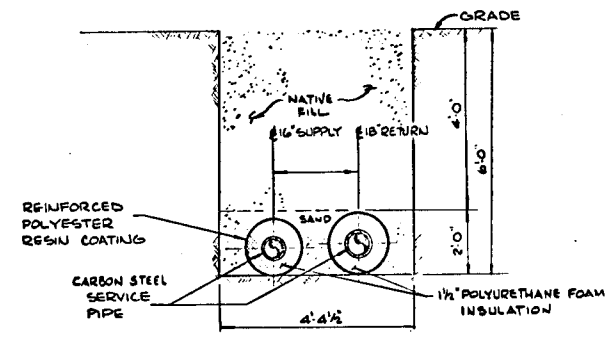 GRADE
NATIVE
FILL
℄ 16" SUPPLY
℄ 18" RETURN
4'-0"
6'-0"
2'-0"
SAND
REINFORCED
POLYESTER
RESIN COATING
CARBON STEEL
SERVICE
PIPE
1½" POLYURETHANE FOAM
INSULATION
4'-4½"